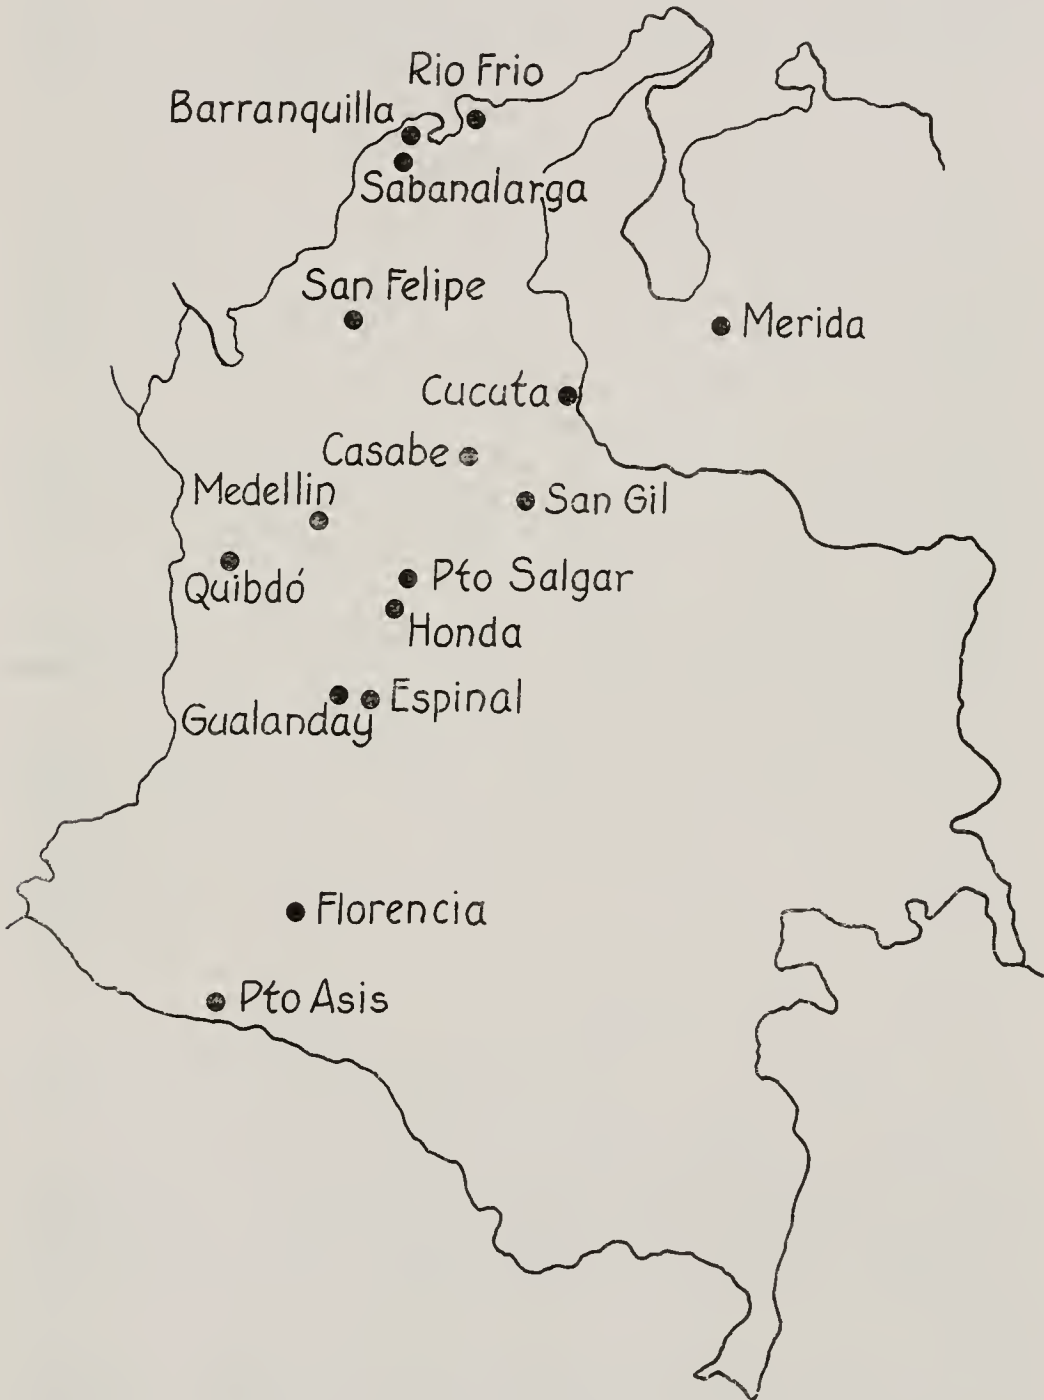 Rio Frio
Barranquilla
Sabanalarga
San Felipe
Merida
Cucuta
Casabe
Medellin
San Gil
Quibdó
Pto Salgar
Honda
Espinal
Gualanday
Florencia
Pto Asis